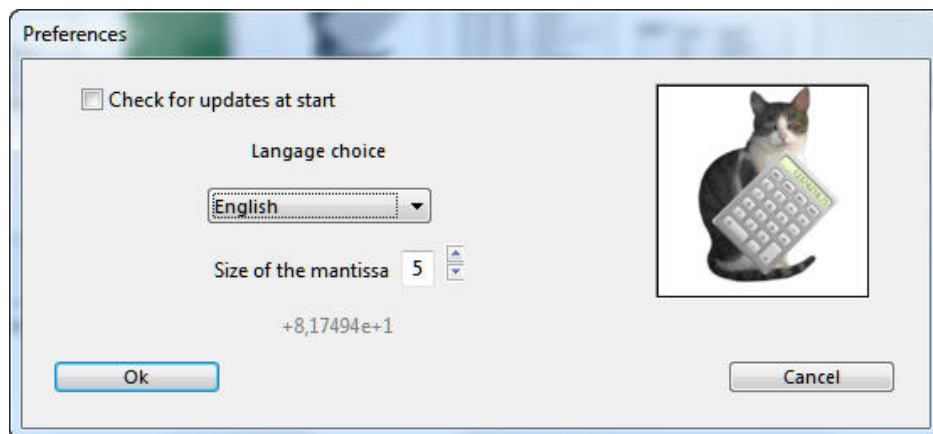 Preferences
Check for updates at start
Langage choice
English
Size of the mantissa 5
+8,17494e+1
Ok
Cancel